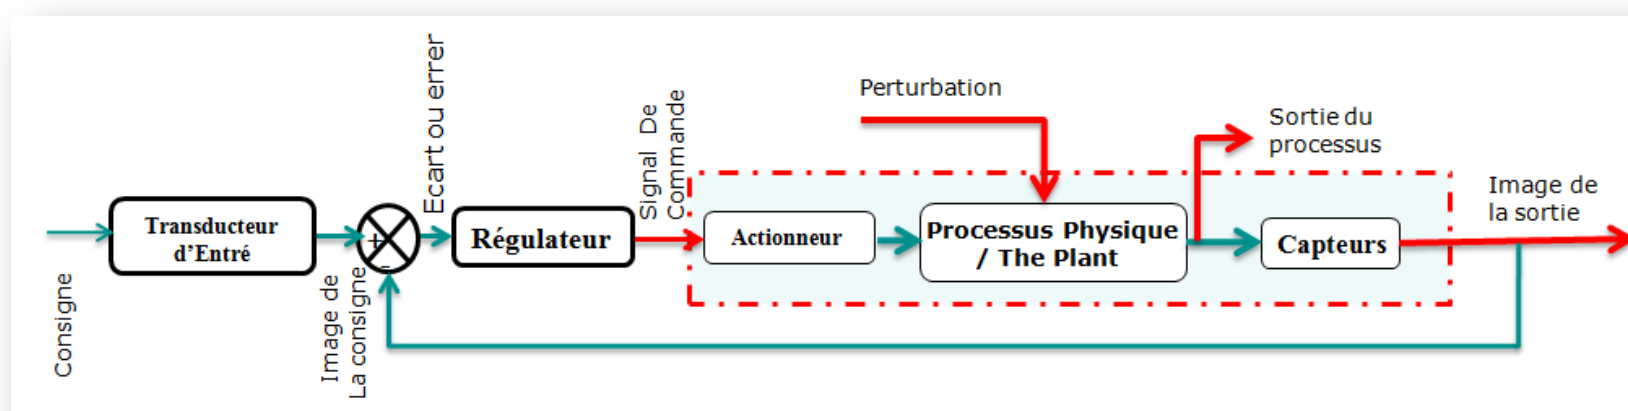 Consigne
Transducteur
d'Entré
Image de
La consigne
+
-
Ecart ou errer
Régulateur
Signal De
Commande
Perturbation
Actionneur
Processus Physique
/ The Plant
Sortie du
processus
Capteurs
Image de
la sortie